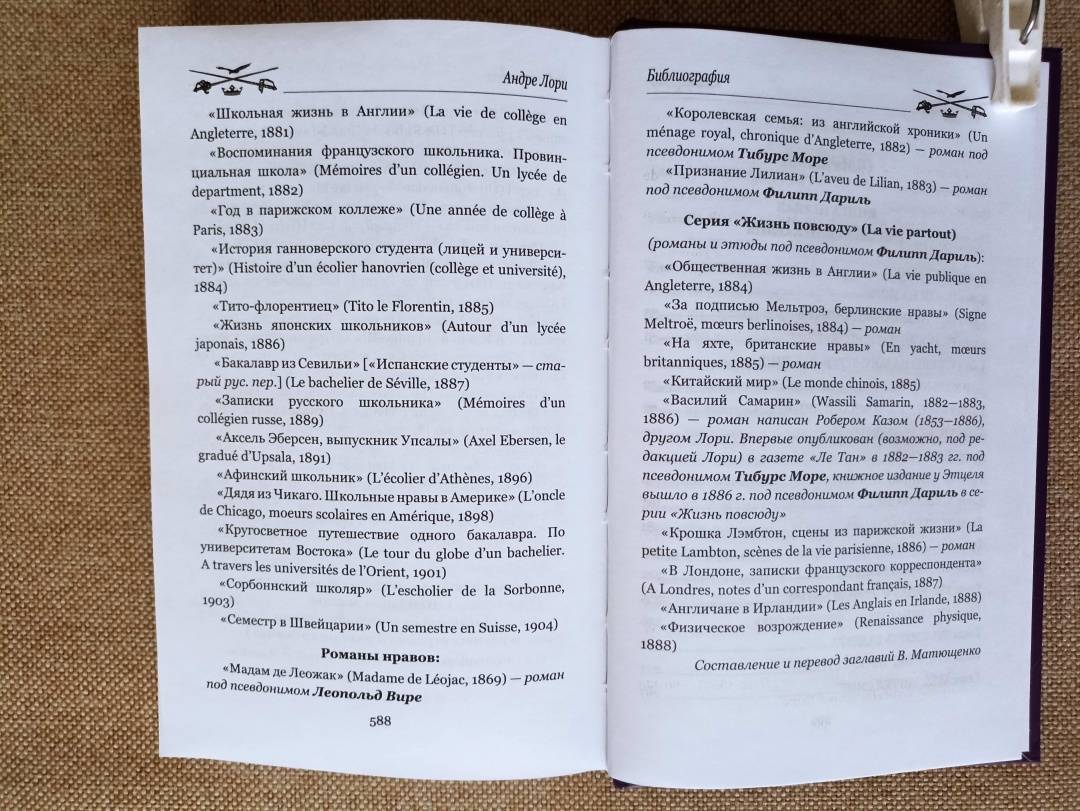 Андре Лори
«Школьная жизнь в Англии» (La vie de collège en
Angleterre, 1881)
«Воспоминания французского школьника. Провин-
циальная школа» (Mémoires d'un collégien. Un lycée de
department, 1882)
«Год в парижском коллеже» (Une année de collège à
Paris, 1883)
«История ганноверского студента (лицей и универси-
тет)» (Histoire d'un écolier hanovrien (collège et université),
1884)
«Тито-флорентиец» (Tito le Florentin, 1885)
«Жизнь японских школьников» (Autour d'un lycée
japonais, 1886)
«Бакалавр из Севильи» [«Испанские студенты» — ста-
рый рус. пер.] (Le bachelier de Séville, 1887)
«Записки русского школьника» (Mémoires d'un
collégien russe, 1889)
«Аксель Эберсен, выпускник Упсалы» (Axel Ebersen, le
gradué d'Upsala, 1891)
«Афинский школьник» (L'écolier d'Athènes, 1896)
«Дядя из Чикаго. Школьные нравы в Америке» (L'oncle
de Chicago, moeurs scolaires en Amérique, 1898)
«Кругосветное путешествие одного бакалавра. По
университетам Востока» (Le tour du globe d'un bachelier.
A travers les universités de l'Orient, 1901)
«Сорбоннский школяр» (L'escholier de la Sorbonne,
1903)
«Семестр в Швейцарии» (Un semestre en Suisse, 1904)
Романы нравов:
«Мадам де Леожак» (Madame de Léojac, 1869) — роман
под псевдонимом Леопольд Вире
588
Библиография
«Королевская семья: из английской хроники» (Un
ménage royal, chronique d'Angleterre, 1882) — роман под
псевдонимом Тибурс Море
«Признание Лилиан» (L'aveu de Lilian, 1883) — роман
под псевдонимом Филипп Дариль
Серия «Жизнь повсюду» (La vie partout)
(романы и этюды под псевдонимом Филипп Дариль):
«Общественная жизнь в Англии» (La vie publique en
Angleterre, 1884)
«За подписью Мельтроэ, берлинские нравы» (Signe
Meltroë, mœurs berlinoises, 1884) — роман
«На яхте, британские нравы» (En yacht, mœurs
britanniques, 1885) — роман
«Китайский мир» (Le monde chinois, 1885)
«Василий Самарин» (Wassili Samarin, 1882—1883,
1886) — роман написан Робером Казом (1853—1886),
другом Лори. Впервые опубликован (возможно, под ре-
дакцией Лори) в газете «Ле Тан» в 1882—1883 гг. под
псевдонимом Тибурс Море, книжное издание у Этцеля
вышло в 1886 г. под псевдонимом Филипп Дариль в се-
рии «Жизнь повсюду»
«Крошка Лэмбтон, сцены из парижской жизни» (La
petite Lambton, scènes de la vie parisienne, 1886) — роман
«В Лондоне, записки французского корреспондента»
(A Londres, notes d'un correspondant français, 1887)
«Англичане в Ирландии» (Les Anglais en Irlande, 1888)
«Физическое возрождение» (Renaissance physique,
1888)
Составление и перевод заглавий В. Матющенко